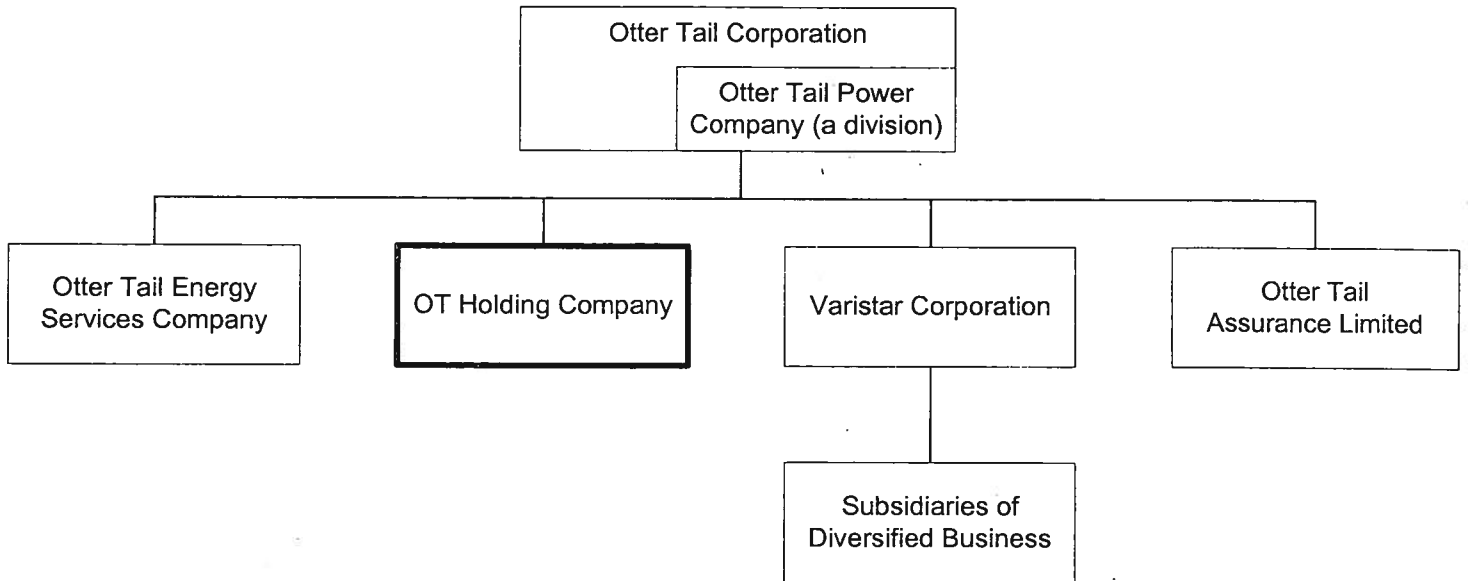 Otter Tail Corporation
Otter Tail Power
Company (a division)
Otter Tail Energy
Services Company
OT Holding Company
Varistar Corporation
Otter Tail
Assurance Limited
Subsidiaries of
Diversified Business